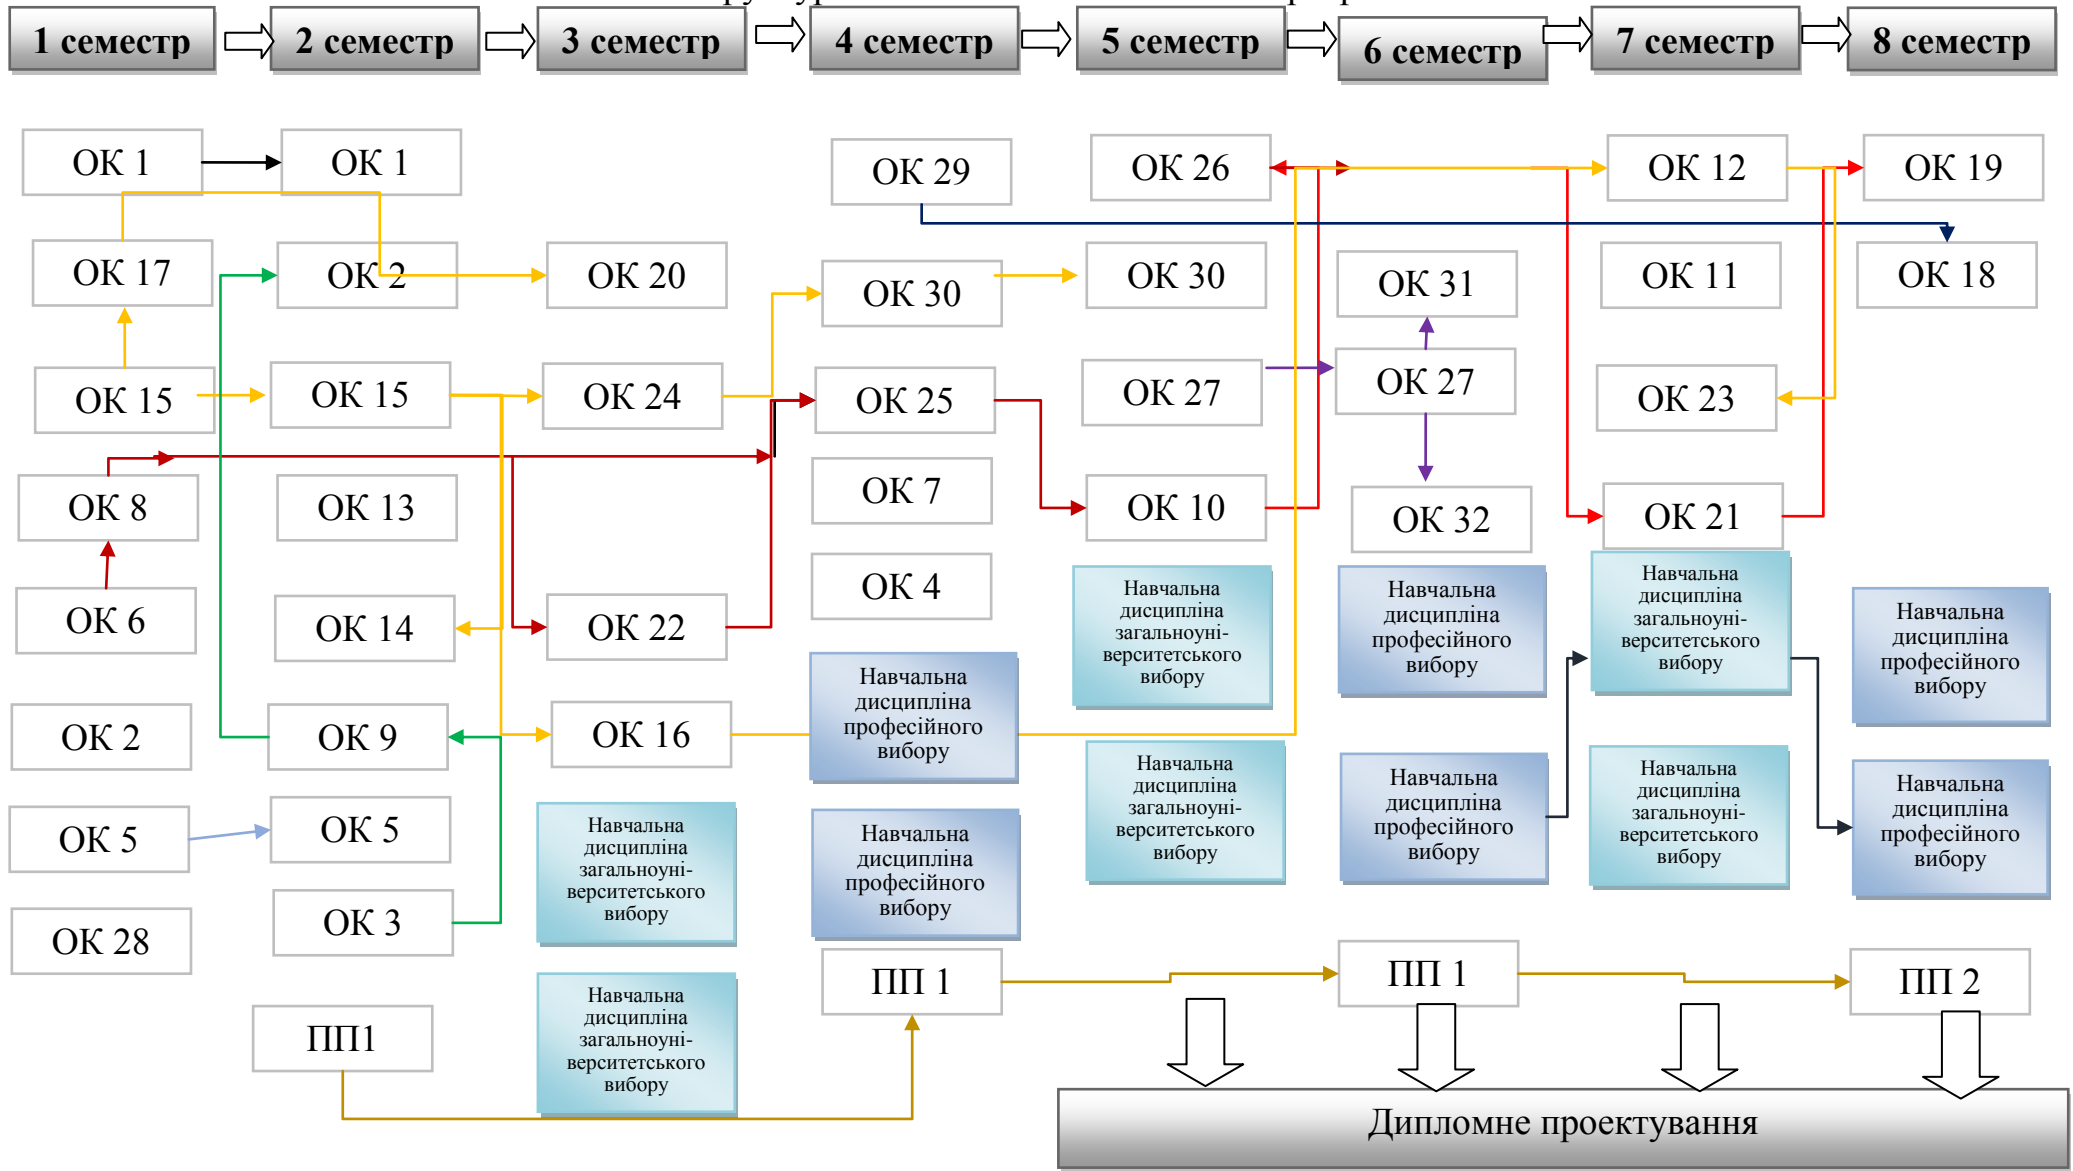 1 семестр
2 семестр
3 семестр
4 семестр
5 семестр
6 семестр
7 семестр
8 семестр
ОК 1
ОК 1
ОК 29
ОК 26
ОК 12
ОК 19
ОК 17
ОК 2
ОК 20
ОК 30
ОК 30
ОК 31
ОК 11
ОК 18
ОК 15
ОК 15
ОК 24
ОК 25
ОК 27
ОК 27
ОК 23
ОК 8
ОК 13
ОК 7
ОК 10
ОК 32
ОК 21
ОК 6
ОК 14
ОК 22
ОК 4
Навчальна
дисципліна
загальноуні-
верситетського
вибору
Навчальна
дисципліна
професійного
вибору
Навчальна
дисципліна
загальноуні-
верситетського
вибору
Навчальна
дисципліна
професійного
вибору
ОК 2
ОК 9
ОК 16
Навчальна
дисципліна
професійного
вибору
Навчальна
дисципліна
загальноуні-
верситетського
вибору
Навчальна
дисципліна
професійного
вибору
Навчальна
дисципліна
загальноуні-
верситетського
вибору
Навчальна
дисципліна
професійного
вибору
ОК 5
ОК 5
Навчальна
дисципліна
загальноуні-
верситетського
вибору
Навчальна
дисципліна
професійного
вибору
ОК 28
ОК 3
ПП1
Навчальна
дисципліна
загальноуні-
верситетського
вибору
ПП 1
ПП 1
ПП 2
Дипломне проектування